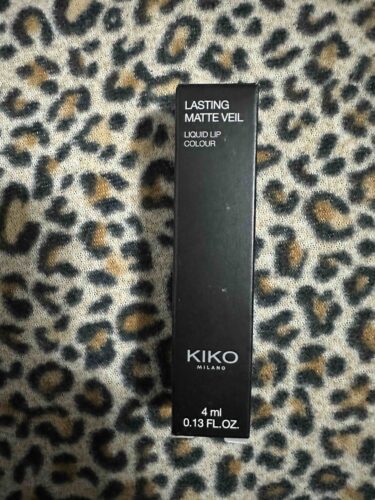 LASTING
MATTE VEIL
LIQUID LIP
COLOUR
KIKO
MILANO
4 ml
0.13 FL.OZ.